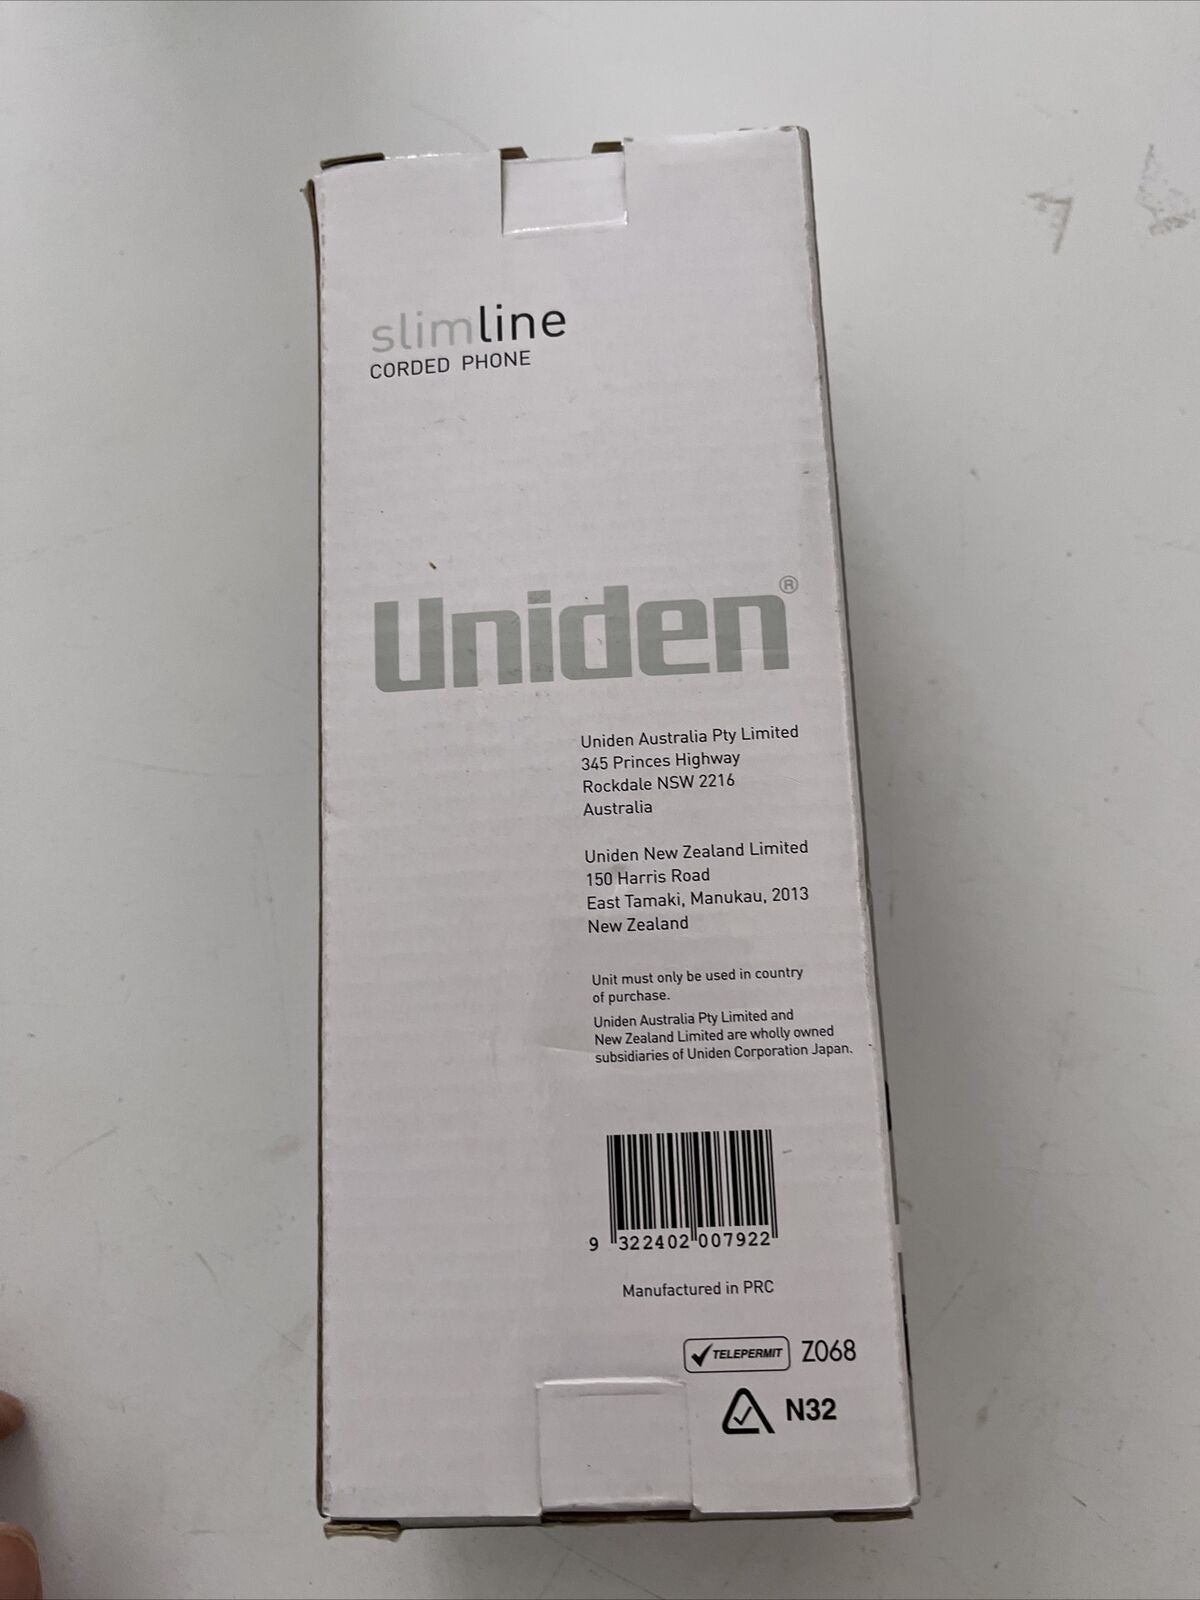 slimline
CORDED PHONE
Uniden®
Uniden Australia Pty Limited
345 Princes Highway
Rockdale NSW 2216
Australia
Uniden New Zealand Limited
150 Harris Road
East Tamaki, Manukau, 2013
New Zealand
Unit must only be used in country
of purchase.
Uniden Australia Pty Limited and
New Zealand Limited are wholly owned
subsidiaries of Uniden Corporation Japan.
9 322402 007922
Manufactured in PRC
TELEPERMIT Z068
N32